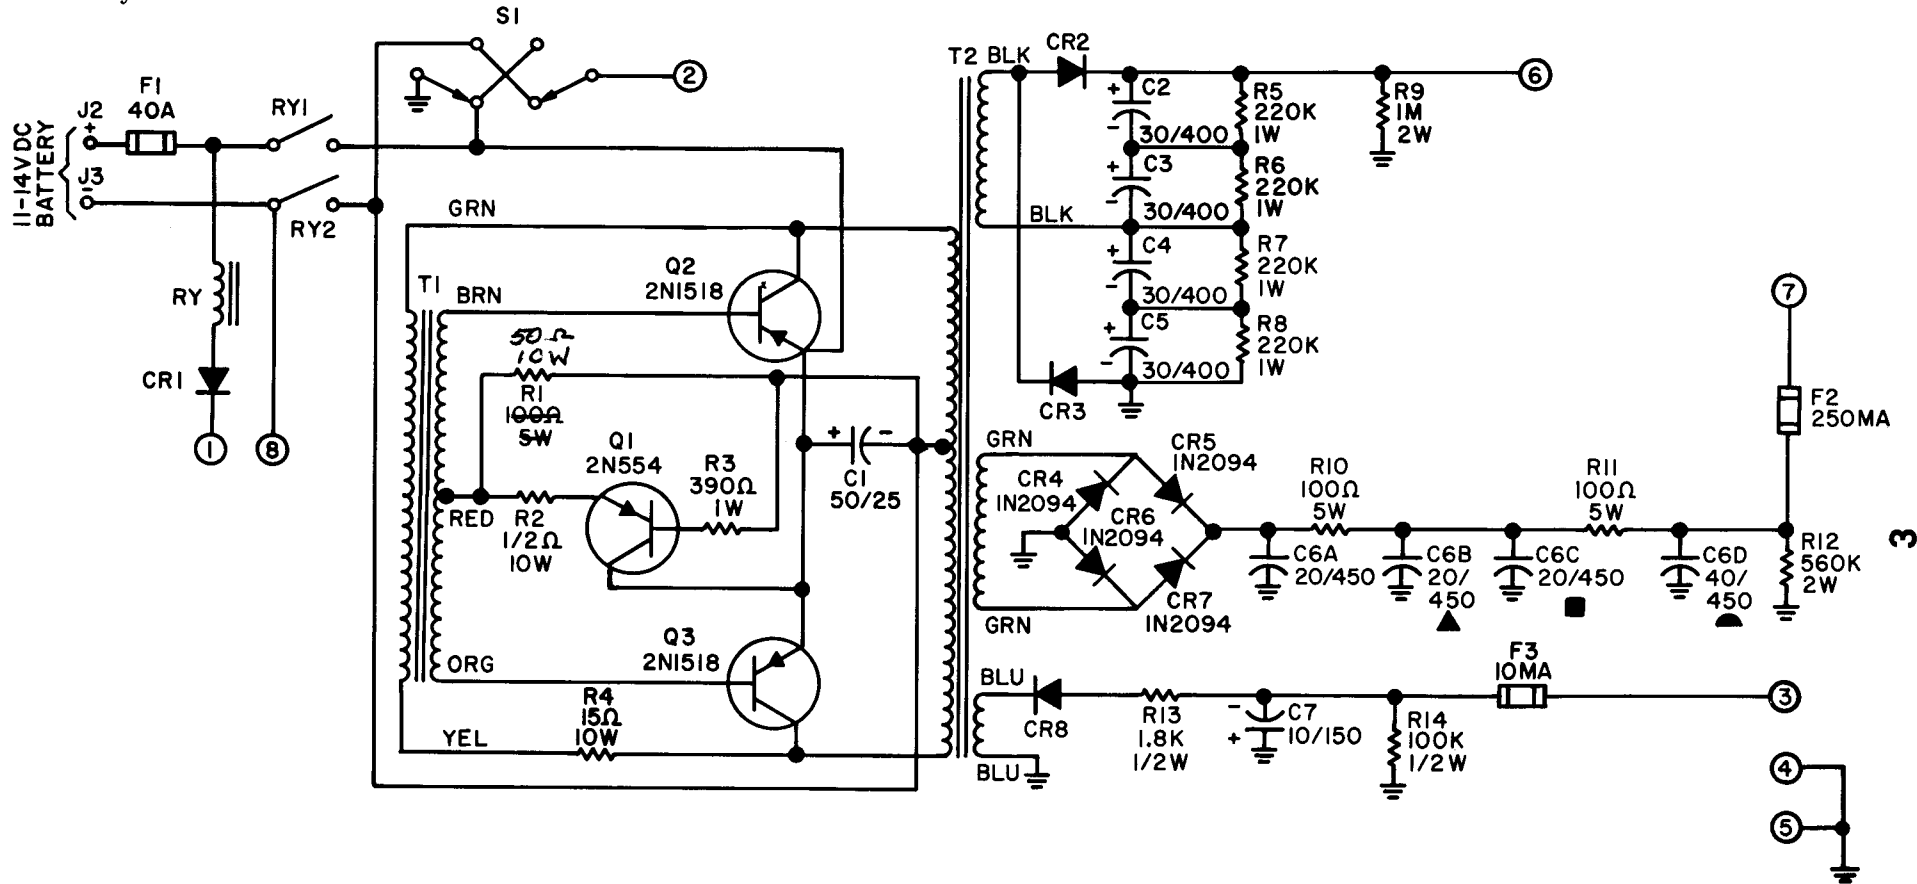 S1
F1
40A
J2
+
11-14VDC
BATTERY
J3
-
RY1
RY2
RY
CR1
1
8
2
GRN
T1
BRN
Q2
2N1518
50Ω
10W
R1
100Ω
5W
Q1
2N554
R3
390Ω
1W
RED
R2
1/2Ω
10W
+ -
C1
50/25
Q3
2N1518
ORG
R4
15Ω
10W
YEL
T2 BLK
CR2
+ C2
- 30/400
R5
220K
1W
R9
1M
2W
6
+ C3
- 30/400
R6
220K
1W
BLK
+ C4
- 30/400
R7
220K
1W
+ C5
- 30/400
R8
220K
1W
CR3
GRN
CR4
1N2094
CR5
1N2094
CR6
1N2094
CR7
1N2094
GRN
R10
100Ω
5W
R11
100Ω
5W
C6A
20/450
C6B
20/
450
C6C
20/450
C6D
40/
450
R12
560K
2W
7
F2
250MA
3
BLU
CR8
R13
1.8K
1/2W
- C7
+ 10/150
R14
100K
1/2W
F3
10MA
3
BLU
4
5